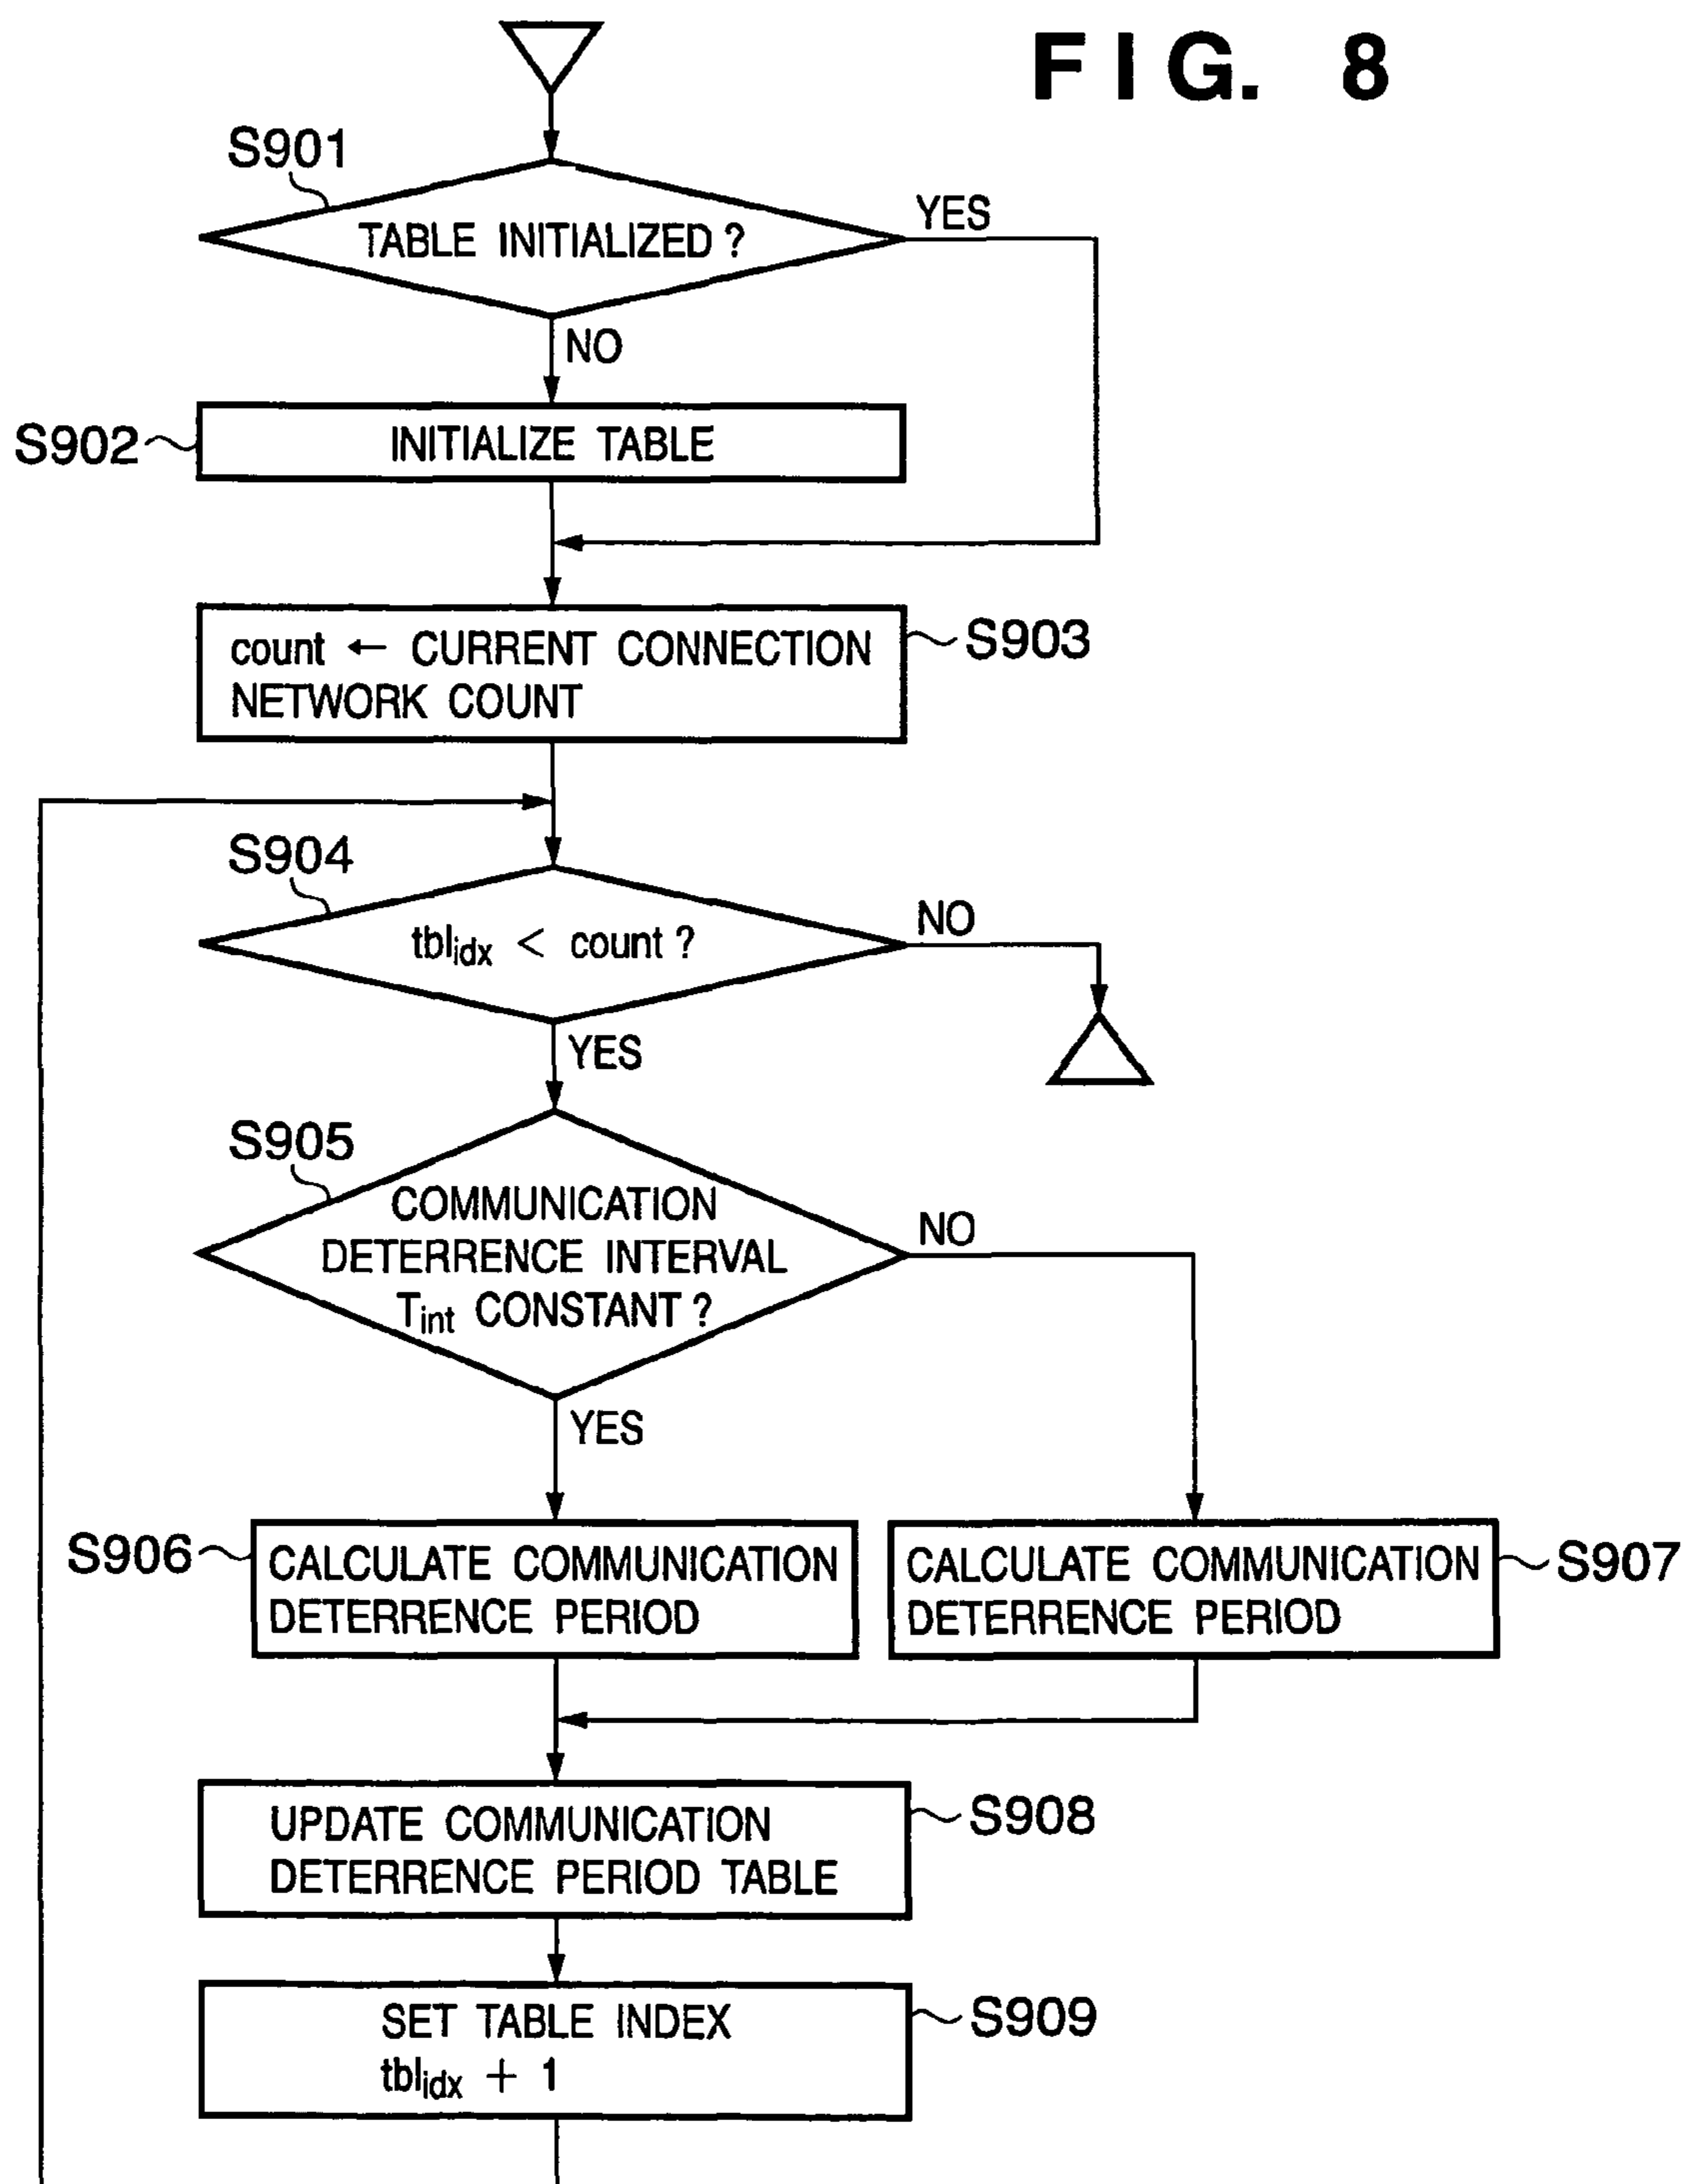 FIG. 8
S901
TABLE INITIALIZED ?
YES
NO
S902
INITIALIZE TABLE
count ← CURRENT CONNECTION
NETWORK COUNT
S903
S904
tblidx < count ?
NO
YES
S905
COMMUNICATION
DETERRENCE INTERVAL
Tint CONSTANT ?
NO
YES
S906
CALCULATE COMMUNICATION
DETERRENCE PERIOD
CALCULATE COMMUNICATION
DETERRENCE PERIOD
S907
UPDATE COMMUNICATION
DETERRENCE PERIOD TABLE
S908
SET TABLE INDEX
tblidx + 1
S909